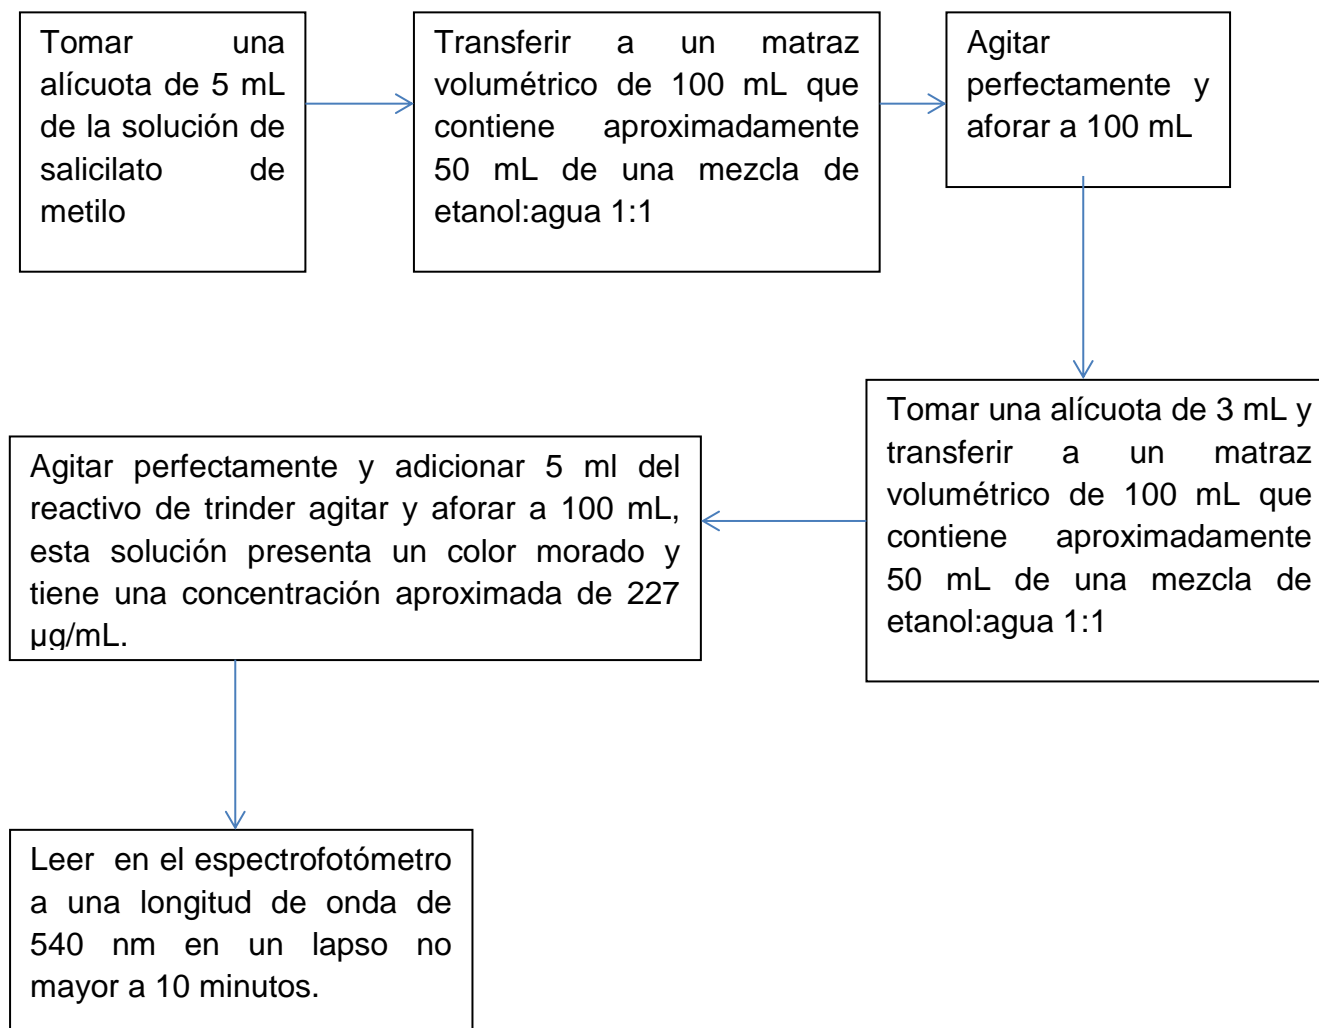 Tomar una
alícuota de 5 mL
de la solución de
salicilato de
metilo
Transferir a un matraz
volumétrico de 100 mL que
contiene aproximadamente
50 mL de una mezcla de
etanol:agua 1:1
Agitar
perfectamente y
aforar a 100 mL
Tomar una alícuota de 3 mL y
transferir a un matraz
volumétrico de 100 mL que
contiene aproximadamente
50 mL de una mezcla de
etanol:agua 1:1
Agitar perfectamente y adicionar 5 ml del
reactivo de trinder agitar y aforar a 100 mL,
esta solución presenta un color morado y
tiene una concentración aproximada de 227
µg/mL.
Leer en el espectrofotómetro
a una longitud de onda de
540 nm en un lapso no
mayor a 10 minutos.